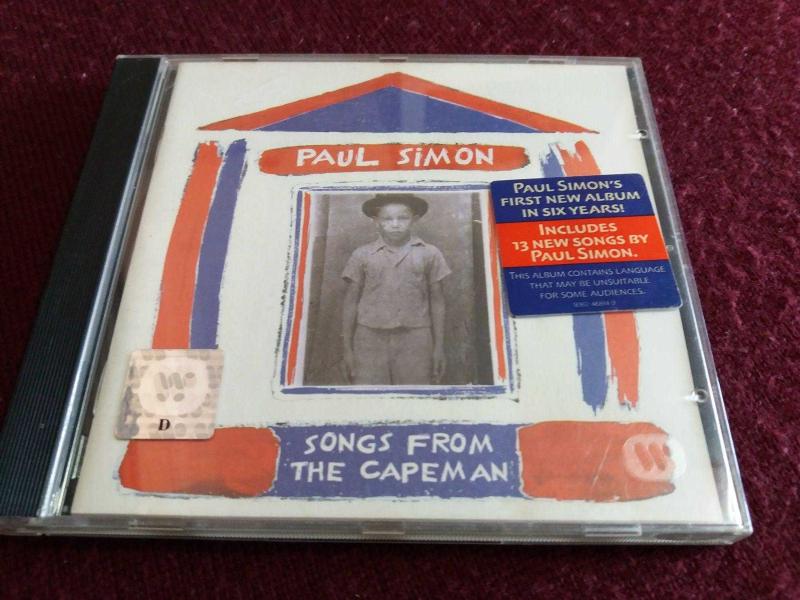 PAUL SiMON
PAUL SIMON'S
FIRST NEW ALBUM
IN SIX YEARS!
INCLUDES
13 NEW SONGS BY
PAUL SIMON.
THIS ALBUM CONTAINS LANGUAGE
THAT MAY BE UNSUITABLE
FOR SOME AUDIENCES.
D
SONGS FROM
THE CAPEMAN